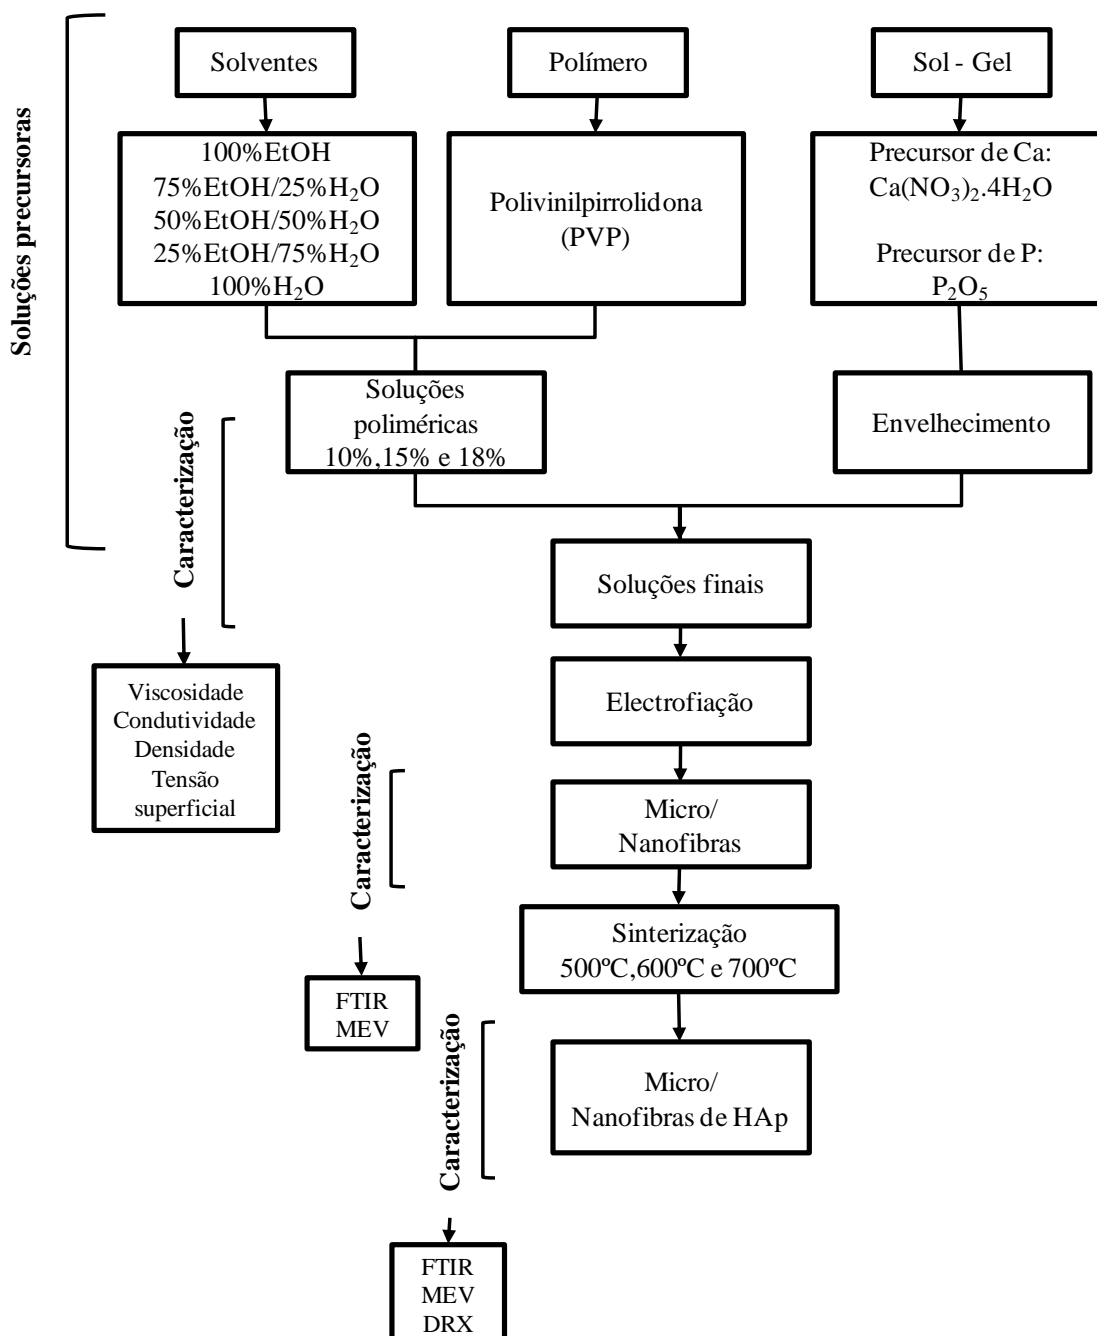 Soluções precursoras
Solventes
Polímero
Sol - Gel
100%EtOH
75%EtOH/25%H₂O
50%EtOH/50%H₂O
25%EtOH/75%H₂O
100%H₂O
Polivinilpirrolidona
(PVP)
Precursor de Ca:
Ca(NO₃)₂.4H₂O
Precursor de P:
P₂O₅
Soluções
poliméricas
10%,15% e 18%
Envelhecimento
Caracterização
Soluções finais
Viscosidade
Condutividade
Densidade
Tensão
superficial
Electrofiação
Caracterização
Micro/
Nanofibras
Sinterização
500ºC,600ºC e 700ºC
FTIR
MEV
Caracterização
Micro/
Nanofibras de HAp
FTIR
MEV
DRX